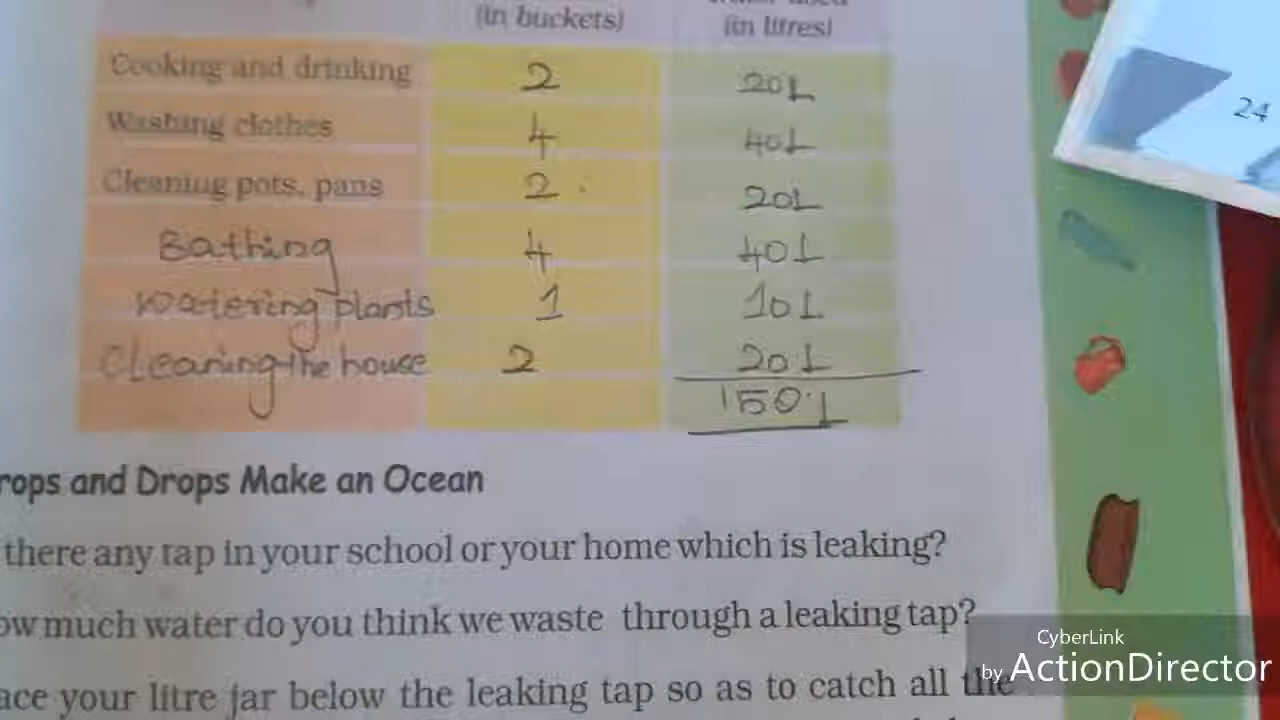 (in buckets) (in litres)
Cooking and drinking 2 20L
Washing clothes 4 40L
Cleaning pots, pans 2 20L
Bathing 4 40L
Watering plants 1 10L
Cleaning the house 2 20L
150L
rops and Drops Make an Ocean
there any tap in your school or your home which is leaking?
ow much water do you think we waste through a leaking tap?
ace your litre jar below the leaking tap so as to catch all the
24
CyberLink
by ActionDirector